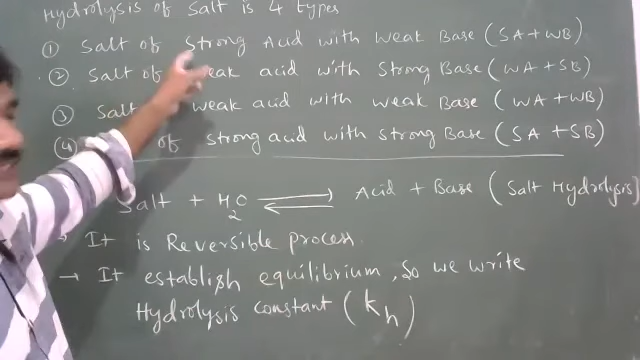 Hydrolysis of Salt is 4 types
① Salt of Strong Acid with Weak Base (SA+WB)
② Salt of weak acid with Strong Base (WA+SB)
③ Salt weak acid with weak Base (WA+WB)
④ of strong acid with strong Base (SA+SB)
Salt + H2O ⇌ Acid + Base (Salt Hydrolysis)
→ It is Reversible process.
→ It establish equilibrium, So we write
Hydrolysis constant (Kh)